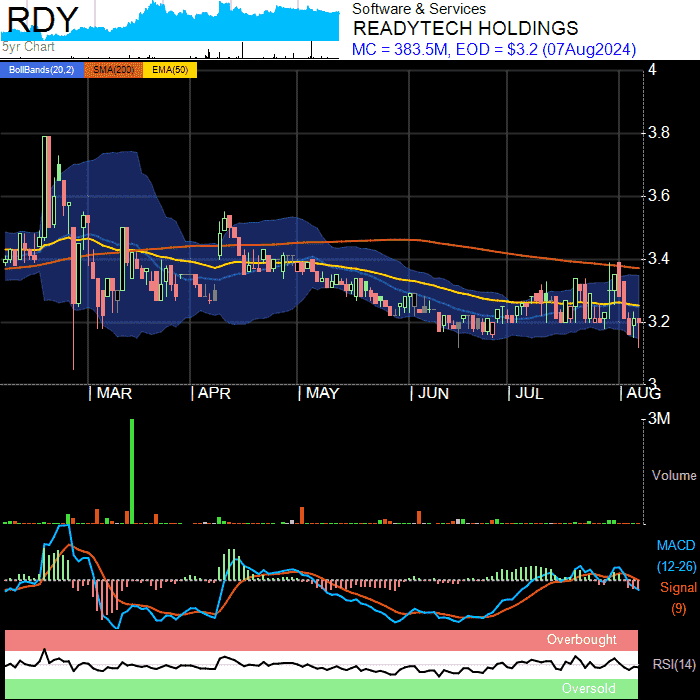 RDY
5yr Chart
Software & Services
READYTECH HOLDINGS
MC = 383.5M, EOD = $3.2 (07Aug2024)
BollBands(20,2) SMA(200) EMA(50)
4
3.8
3.6
3.4
3.2
3
| MAR | APR | MAY | JUN | JUL | AUG
3M
Volume
MACD
(12-26)
Signal
(9)
Overbought
RSI(14)
Oversold